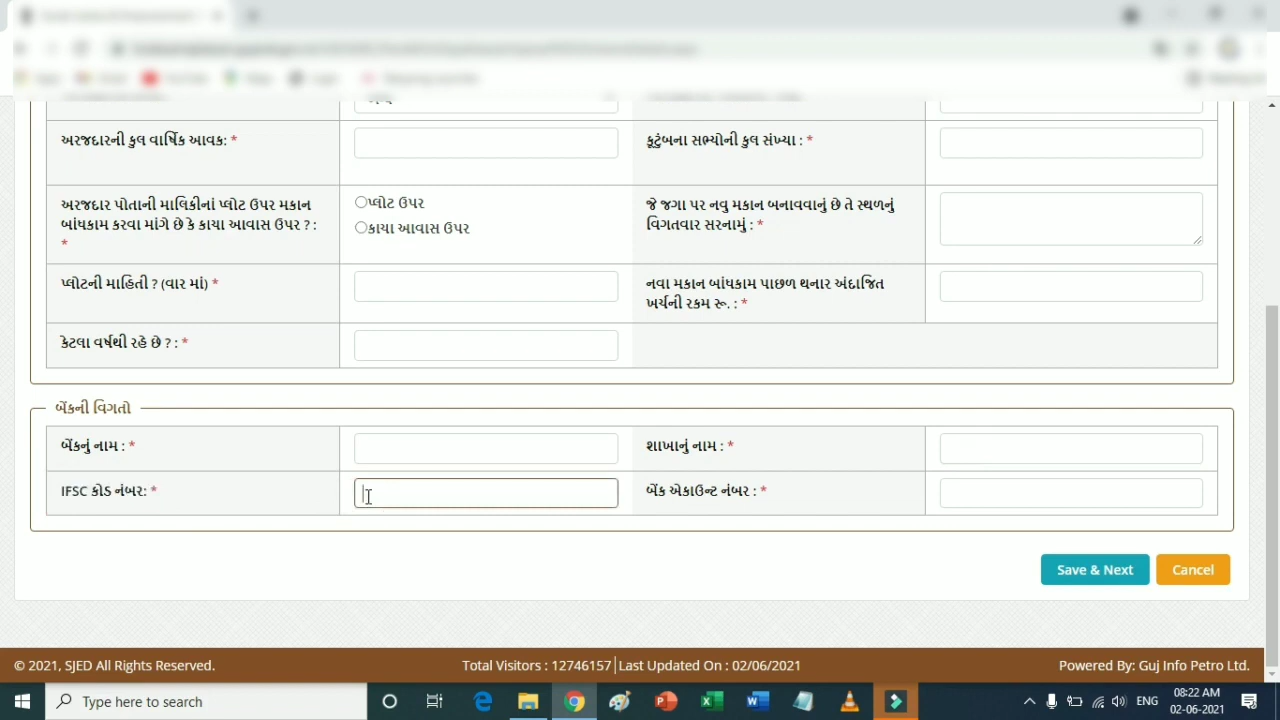 અરજદારની કુલ વાર્ષિક આવક: *
કુટુંબના સભ્યોની કુલ સંખ્યા : *
અરજદાર પોતાની માલિકીનાં પ્લોટ ઉપર મકાન
બાંધકામ કરવા માંગે છે કે કાચા આવાસ ઉપર ? :
*
પ્લોટ ઉપર
કાચા આવાસ ઉપર
જે જગા પર નવુ મકાન બનાવવાનું છે તે સ્થળનું
વિગતવાર સરનામું : *
પ્લોટની માહિતી ? (વાર માં) *
નવા મકાન બાંધકામ પાછળ થનાર અંદાજિત
ખર્ચની રકમ રૂ. : *
કેટલા વર્ષથી રહે છે ? : *
બેંકની વિગતો
બેંકનું નામ : *
શાખાનું નામ : *
IFSC કોડ નંબર: *
બેંક એકાઉન્ટ નંબર : *
Save & Next
Cancel
© 2021, SJED All Rights Reserved.
Total Visitors : 12746157 | Last Updated On : 02/06/2021
Powered By: Guj Info Petro Ltd.
Type here to search
ENG
08:22 AM
02-06-2021